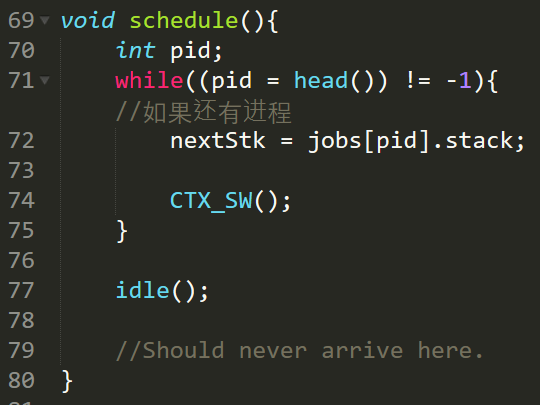 69 void schedule(){
70 int pid;
71 while((pid = head()) != -1){
//如果还有进程
72 nextStk = jobs[pid].stack;
73
74 CTX_SW();
75 }
76
77 idle();
78
79 //Should never arrive here.
80 }